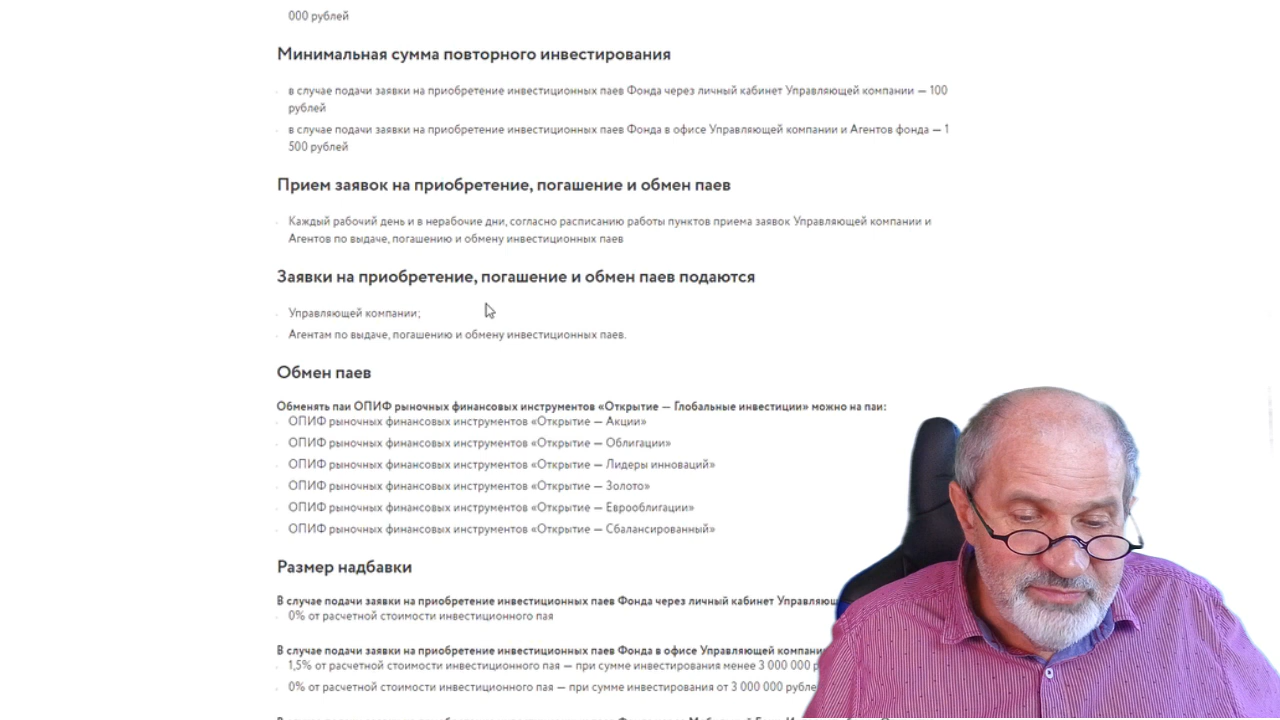 000 рублей
Минимальная сумма повторного инвестирования
в случае подачи заявки на приобретение инвестиционных паев Фонда через личный кабинет Управляющей компании — 100
рублей
в случае подачи заявки на приобретение инвестиционных паев Фонда в офисе Управляющей компании и Агентов фонда — 1
500 рублей
Прием заявок на приобретение, погашение и обмен паев
Каждый рабочий день и в нерабочие дни, согласно расписанию работы пунктов приема заявок Управляющей компании и
Агентов по выдаче, погашению и обмену инвестиционных паев
Заявки на приобретение, погашение и обмен паев подаются
Управляющей компании;
Агентам по выдаче, погашению и обмену инвестиционных паев.
Обмен паев
Обменять паи ОПИФ рыночных финансовых инструментов «Открытие — Глобальные инвестиции» можно на паи:
ОПИФ рыночных финансовых инструментов «Открытие — Акции»
ОПИФ рыночных финансовых инструментов «Открытие — Облигации»
ОПИФ рыночных финансовых инструментов «Открытие — Лидеры инноваций»
ОПИФ рыночных финансовых инструментов «Открытие — Золото»
ОПИФ рыночных финансовых инструментов «Открытие — Еврооблигации»
ОПИФ рыночных финансовых инструментов «Открытие — Сбалансированный»
Размер надбавки
В случае подачи заявки на приобретение инвестиционных паев Фонда через личный кабинет
0% от расчетной стоимости инвестиционного пая
В случае подачи заявки на приобретение инвестиционных паев Фонда в офисе Управляющей
1,5% от расчетной стоимости инвестиционного пая — при сумме инвестирования менее 3 000 000
0% от расчетной стоимости инвестиционного пая — при сумме инвестирования от 3 000 000